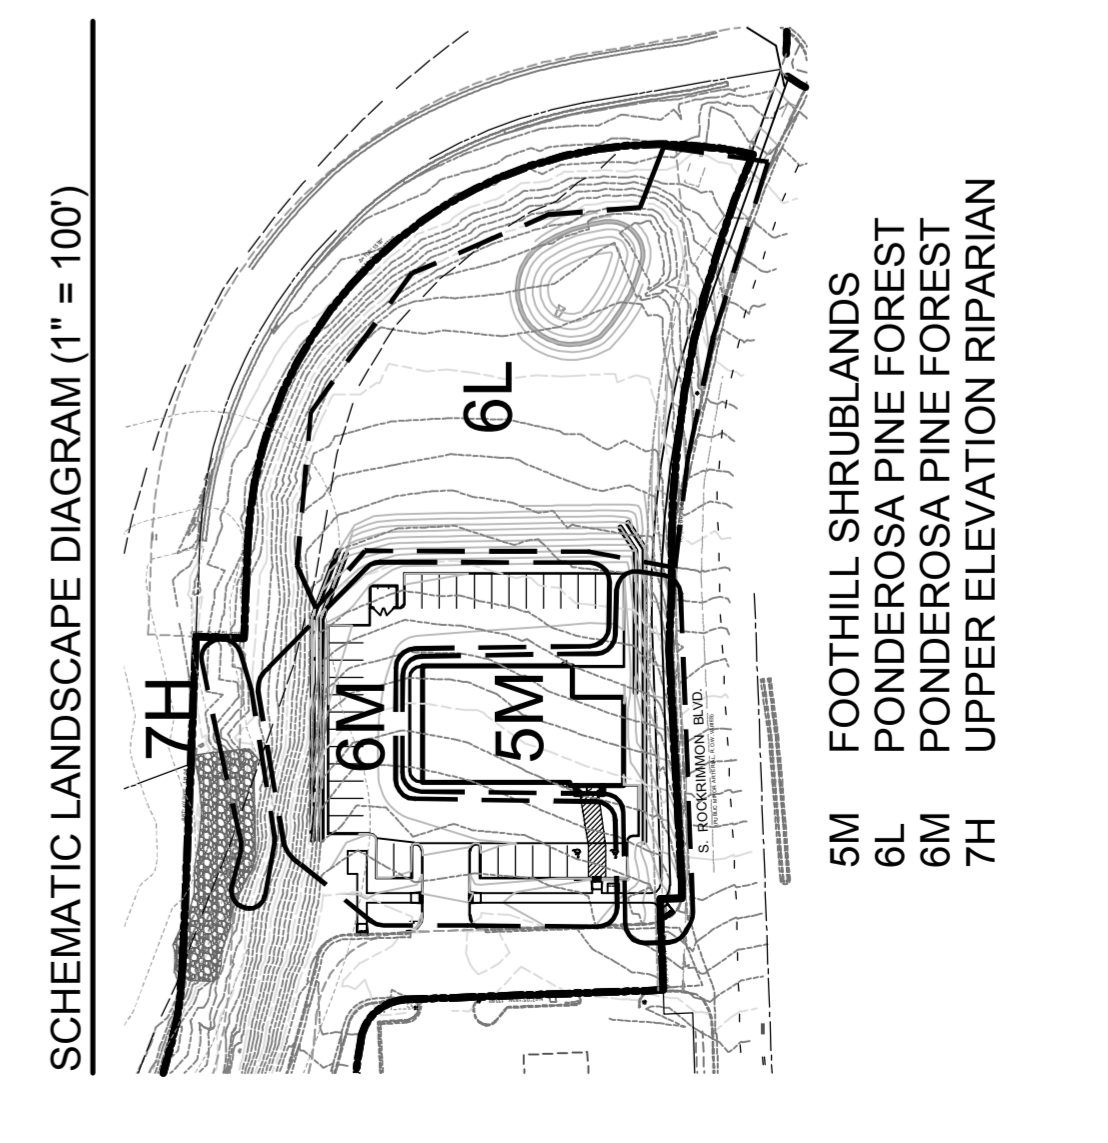 SCHEMATIC LANDSCAPE DIAGRAM (1" = 100')
7H
6M
5M
6L
S. ROCKRIMMON BLVD.
5M FOOTHILL SHRUBLANDS
6L PONDEROSA PINE FOREST
6M PONDEROSA PINE FOREST
7H UPPER ELEVATION RIPARIAN